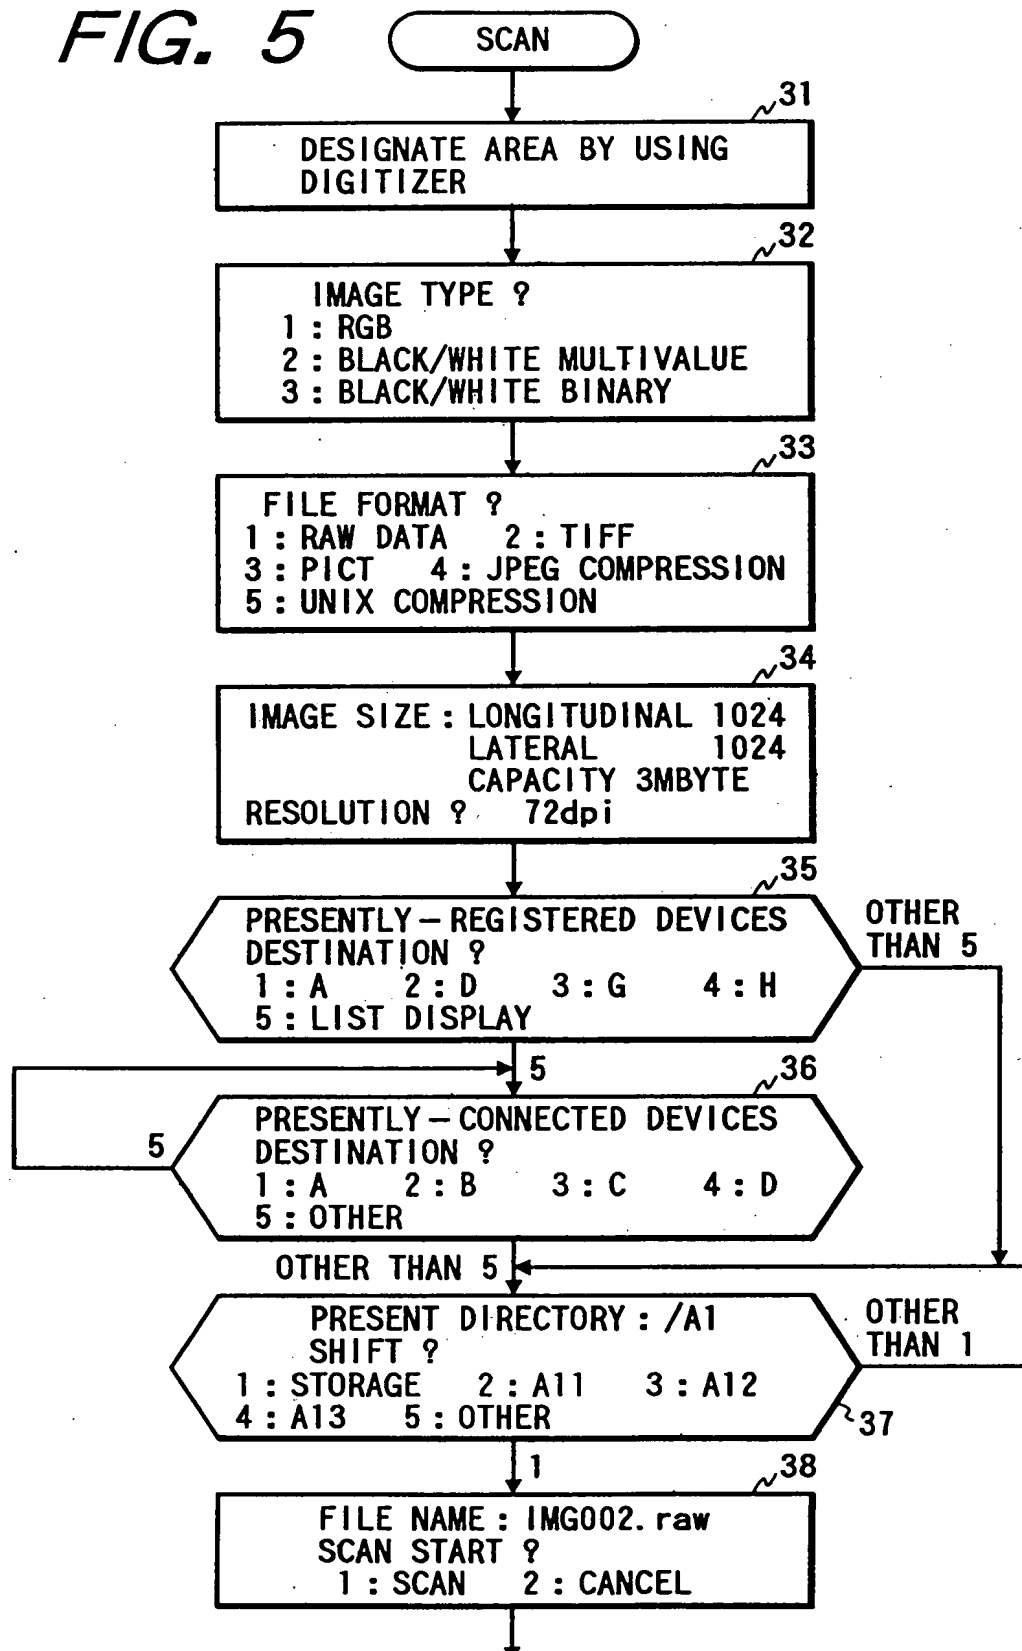 FIG. 5
SCAN
31
DESIGNATE AREA BY USING
DIGITIZER
32
IMAGE TYPE ?
1 : RGB
2 : BLACK/WHITE MULTIVALUE
3 : BLACK/WHITE BINARY
33
FILE FORMAT ?
1 : RAW DATA 2 : TIFF
3 : PICT 4 : JPEG COMPRESSION
5 : UNIX COMPRESSION
34
IMAGE SIZE : LONGITUDINAL 1024
LATERAL 1024
CAPACITY 3MBYTE
RESOLUTION ? 72dpi
35
PRESENTLY-REGISTERED DEVICES
DESTINATION ?
1 : A 2 : D 3 : G 4 : H
5 : LIST DISPLAY
OTHER
THAN 5
5
36
PRESENTLY-CONNECTED DEVICES
DESTINATION ?
1 : A 2 : B 3 : C 4 : D
5 : OTHER
5
OTHER THAN 5
PRESENT DIRECTORY : /A1
SHIFT ?
1 : STORAGE 2 : A11 3 : A12
4 : A13 5 : OTHER
OTHER
THAN 1
37
1
38
FILE NAME : IMG002.raw
SCAN START ?
1 : SCAN 2 : CANCEL